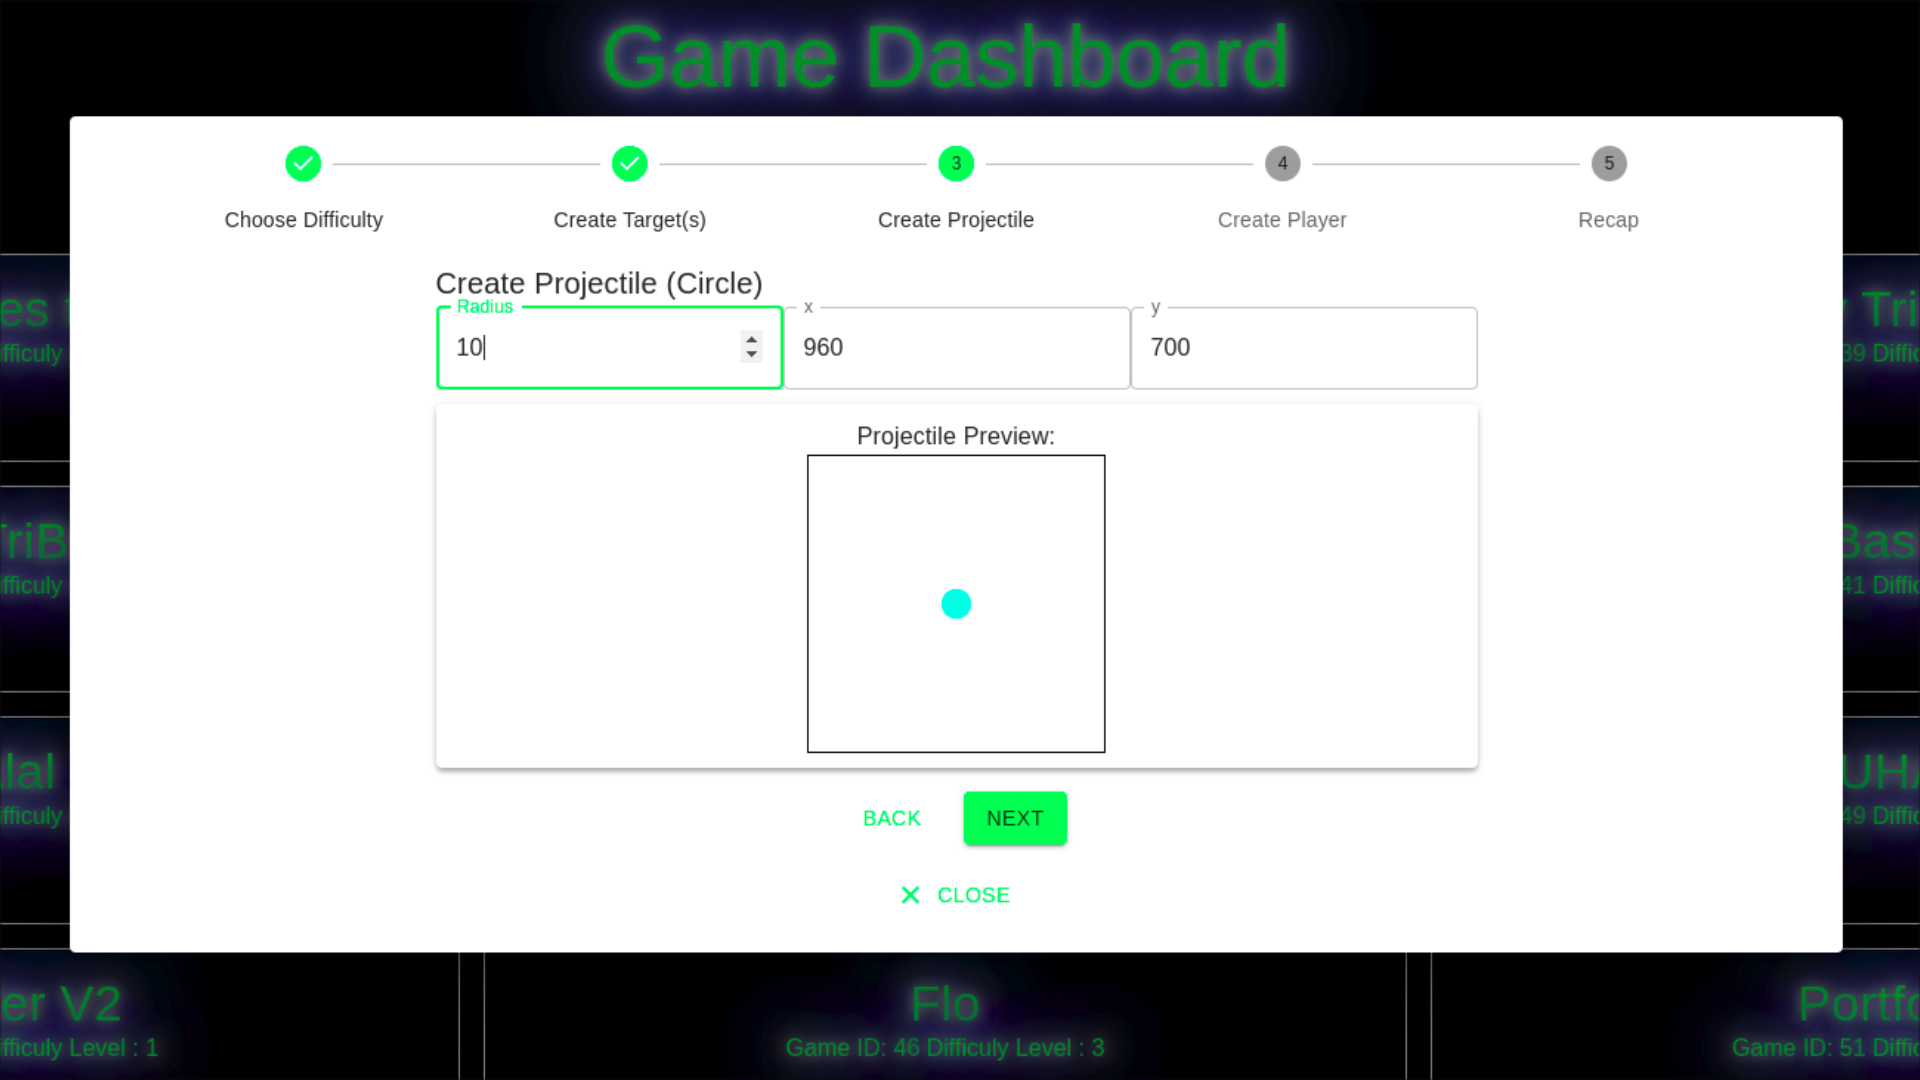 Game Dashboard
3
4
5
Choose Difficulty
Create Target(s)
Create Projectile
Create Player
Recap
Create Projectile (Circle)
Radius
x
y
10
960
700
Projectile Preview:
BACK
NEXT
CLOSE
er V2
Flo
Portfo
fficuly Level : 1
Game ID: 46 Difficuly Level : 3
Game ID: 51 Diffic
es
Tri
fficuly
39 Diffic
TriB
Bas
fficuly
41 Diffic
lal
UHA
fficuly
49 Diffic